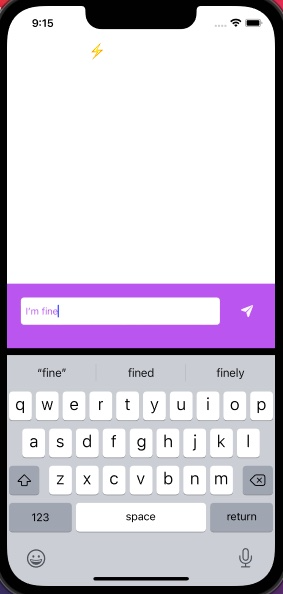 9:15
⚡
I'm fine
“fine” fined finely
q w e r t y u i o p
a s d f g h j k l
z x c v b n m
123 space return